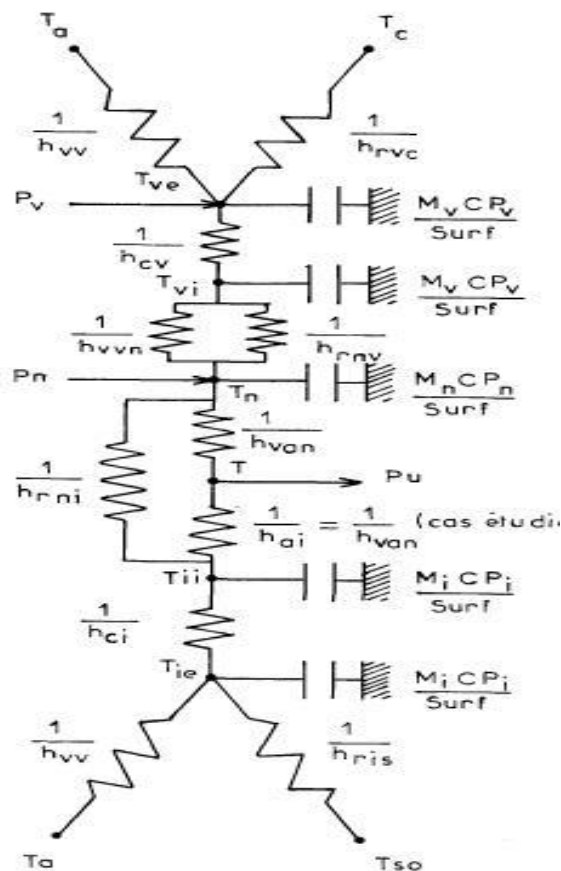 Ta Tc
1/hvv 1/hrvc
Tve
Pv MvCPv/Surf
1/hcv
Tvi MvCPv/Surf
1/hvvn 1/hrnv
Pn Tn MnCPn/Surf
1/hvan
1/hrni T Pu
1/hai = 1/hvan (cas étudi
Tii MiCPi/Surf
1/hci
Tie MiCPi/Surf
1/hvv 1/hris
Ta Tso